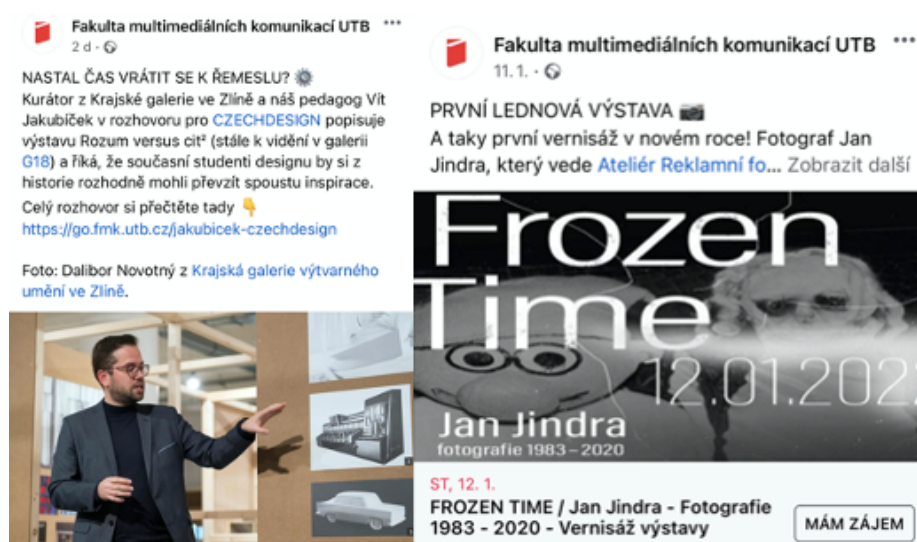 Fakulta multimediálních komunikací UTB
2 d ·
NASTAL ČAS VRÁTIT SE K ŘEMESLU?
Kurátor z Krajské galerie ve Zlíně a náš pedagog Vít
Jakubíček v rozhovoru pro CZECHDESIGN popisuje
výstavu Rozum versus cit² (stále k vidění v galerii
G18) a říká, že současní studenti designu by si z
historie rozhodně mohli převzít spoustu inspirace.
Celý rozhovor si přečtěte tady
https://go.fmk.utb.cz/jakubicek-czechdesign
Foto: Dalibor Novotný z Krajská galerie výtvarného
umění ve Zlíně.
Fakulta multimediálních komunikací UTB
11. 1. ·
PRVNÍ LEDNOVÁ VÝSTAVA
A taky první vernisáž v novém roce! Fotograf Jan
Jindra, který vede Ateliér Reklamní fo... Zobrazit další
Frozen
Time
12.01.202
Jan Jindra
fotografie 1983–2020
ST, 12. 1.
FROZEN TIME / Jan Jindra - Fotografie
1983 - 2020 - Vernisáž výstavy
MÁM ZÁJEM